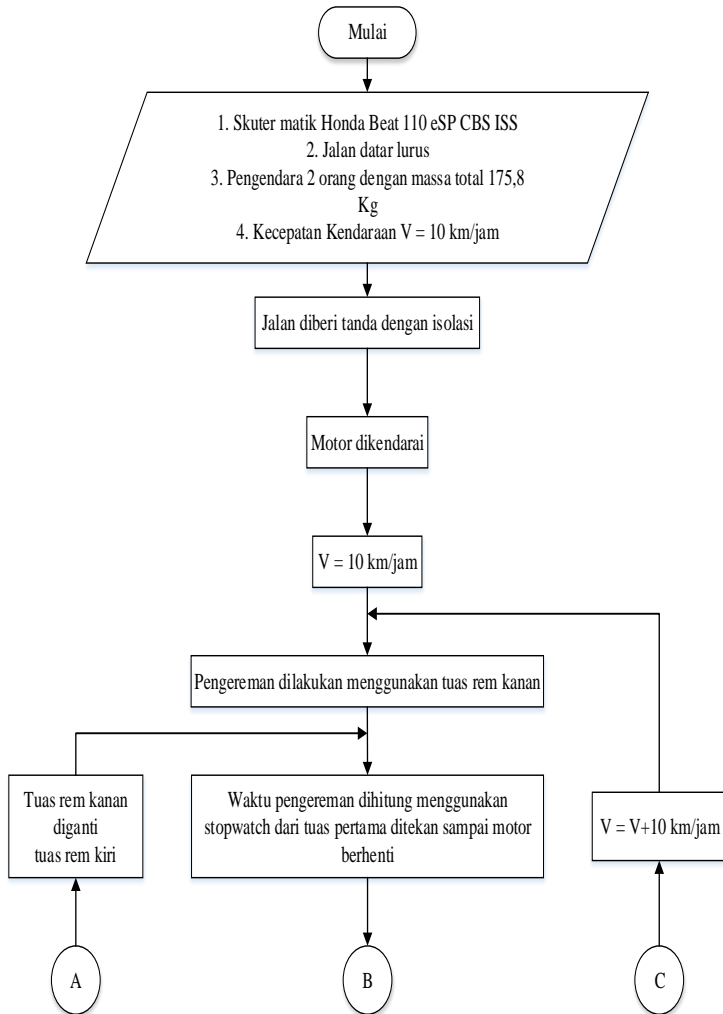 Mulai
1. Skuter matik Honda Beat 110 eSP CBS ISS
2. Jalan datar lurus
3. Pengendara 2 orang dengan massa total 175,8
Kg
4. Kecepatan Kendaraan V = 10 km/jam
Jalan diberi tanda dengan isolasi
Motor dikendarai
V = 10 km/jam
Pengereman dilakukan menggunakan tuas rem kanan
Tuas rem kanan
diganti
tuas rem kiri
Waktu pengereman dihitung menggunakan
stopwatch dari tuas pertama ditekan sampai motor
berhenti
V = V+10 km/jam
A
B
C